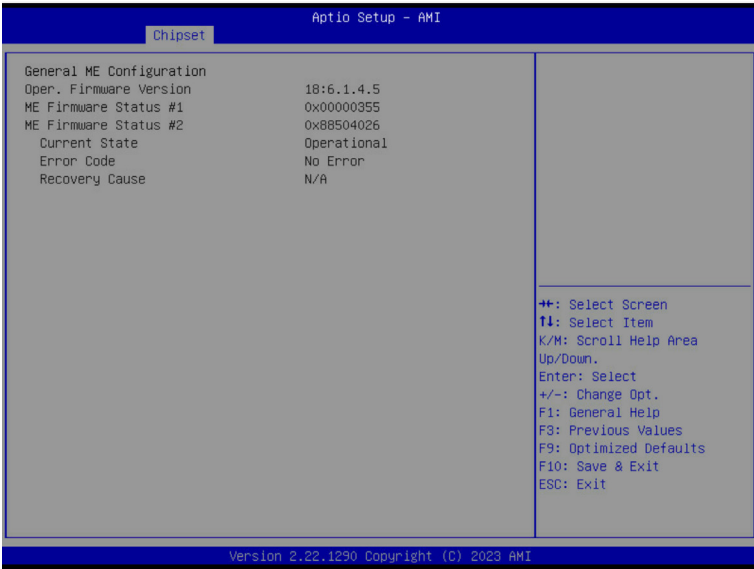 Aptio Setup – AMI
Chipset
General ME Configuration
Oper. Firmware Version 18:6.1.4.5
ME Firmware Status #1 0x00000355
ME Firmware Status #2 0x88504026
Current State Operational
Error Code No Error
Recovery Cause N/A
→←: Select Screen
↑↓: Select Item
K/M: Scroll Help Area
Up/Down.
Enter: Select
+/-: Change Opt.
F1: General Help
F3: Previous Values
F9: Optimized Defaults
F10: Save & Exit
ESC: Exit
Version 2.22.1290 Copyright (C) 2023 AMI